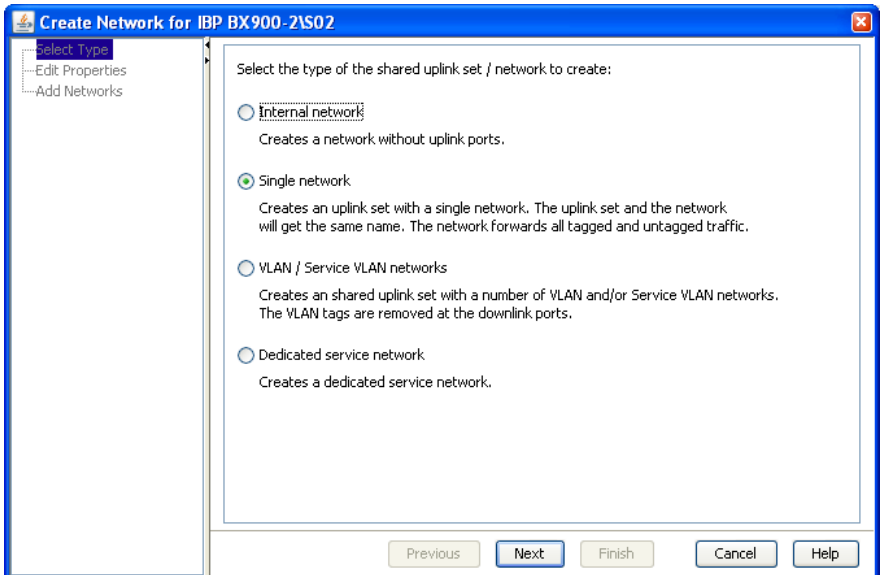 Create Network for IBP BX900-2\S02
Select Type
Edit Properties
Add Networks
Select the type of the shared uplink set / network to create:
Internal network
Creates a network without uplink ports.
Single network
Creates an uplink set with a single network. The uplink set and the network
will get the same name. The network forwards all tagged and untagged traffic.
VLAN / Service VLAN networks
Creates an shared uplink set with a number of VLAN and/or Service VLAN networks.
The VLAN tags are removed at the downlink ports.
Dedicated service network
Creates a dedicated service network.
Previous Next Finish Cancel Help